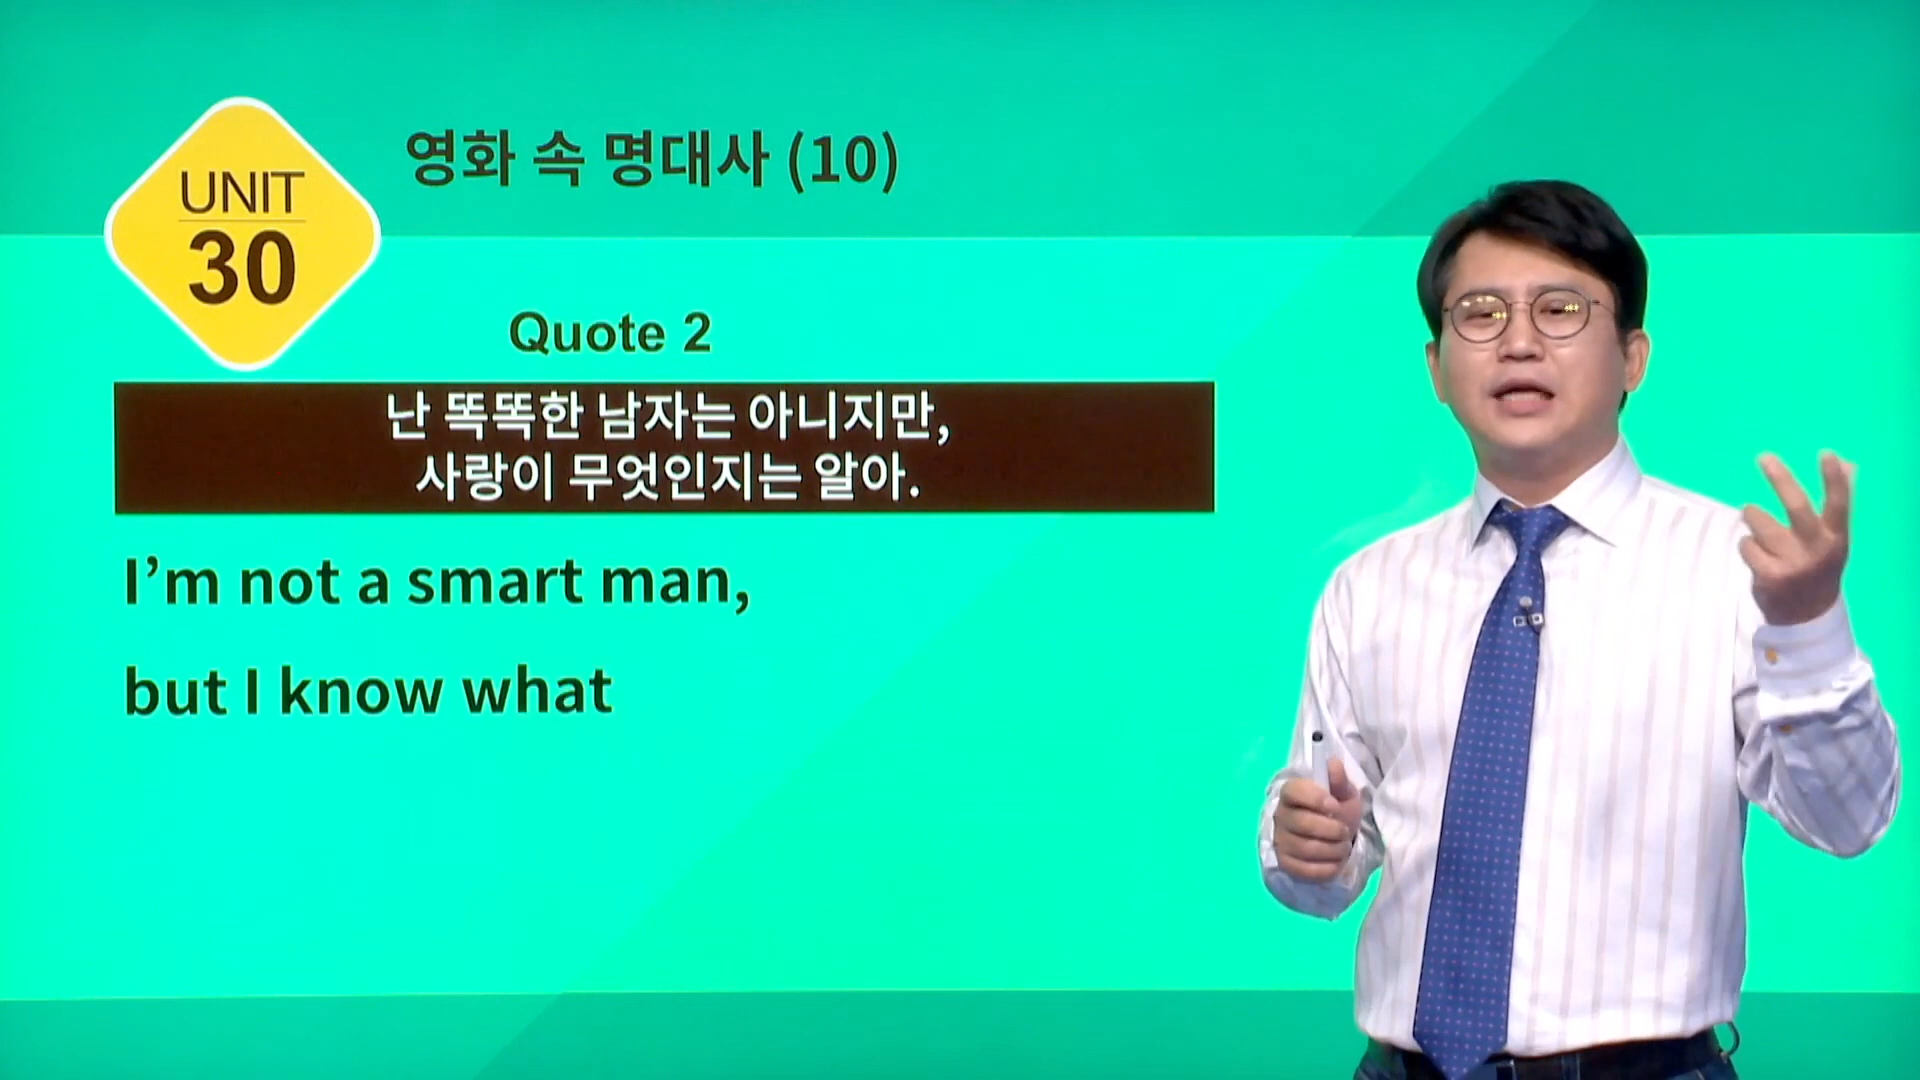 UNIT
30
영화 속 명대사 (10)
Quote 2
난 똑똑한 남자는 아니지만,
사랑이 무엇인지는 알아.
I’m not a smart man,
but I know what